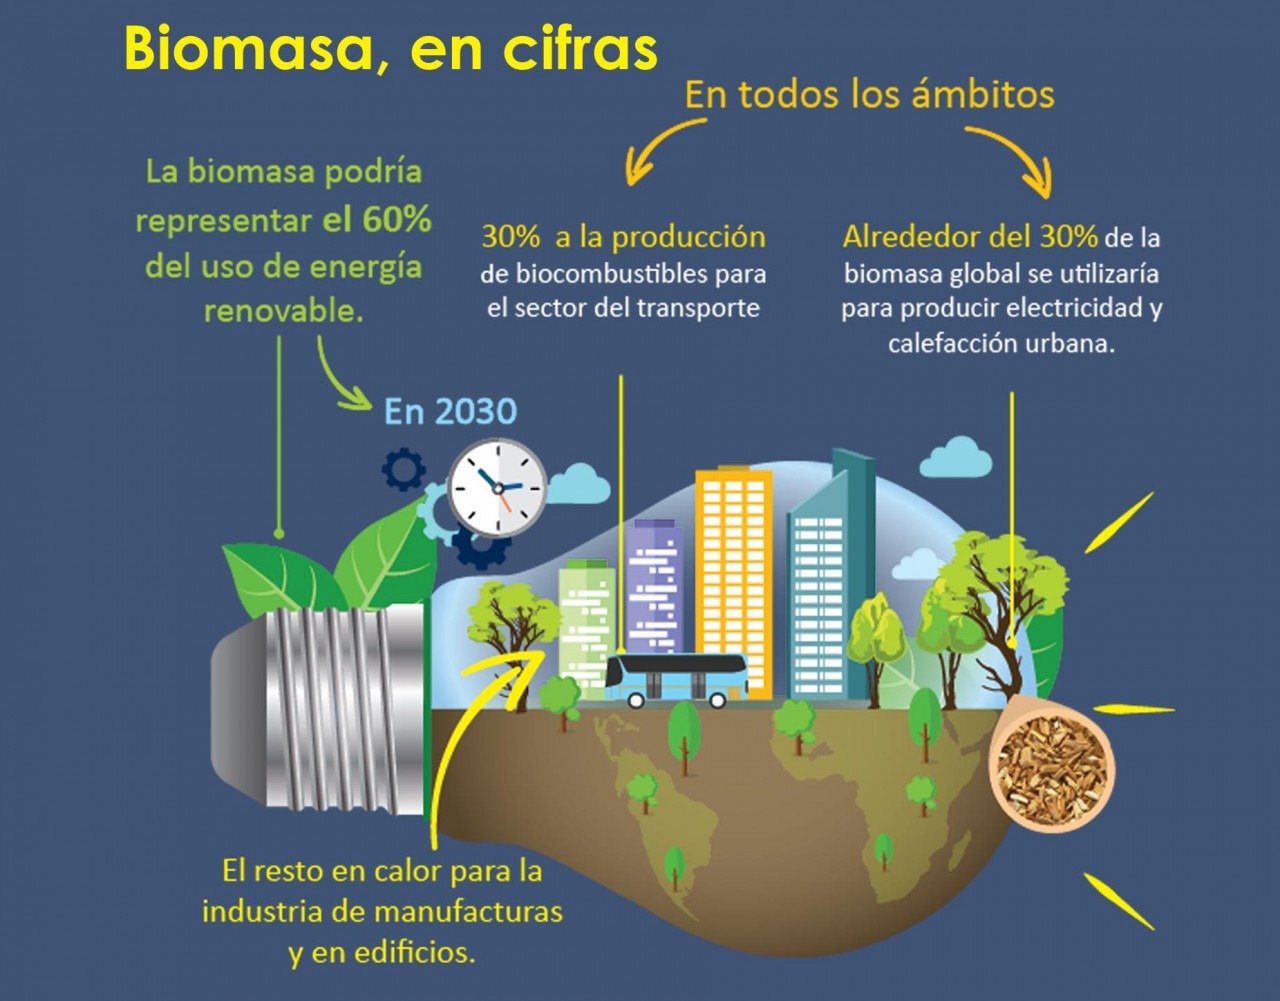 Biomasa, en cifras
En todos los ámbitos
La biomasa podría
representar el 60%
del uso de energía
renovable.
En 2030
30% a la producción
de biocombustibles para
el sector del transporte
Alrededor del 30% de la
biomasa global se utilizaría
para producir electricidad y
calefacción urbana.
El resto en calor para la
industria de manufacturas
y en edificios.